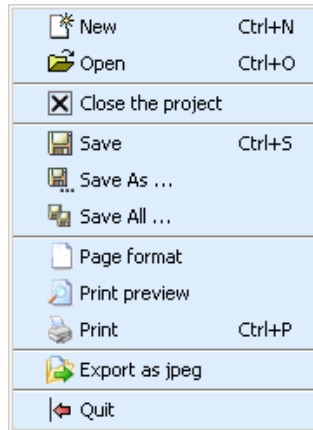 New Ctrl+N
Open Ctrl+O
Close the project
Save Ctrl+S
Save As ...
Save All ...
Page format
Print preview
Print Ctrl+P
Export as jpeg
Quit